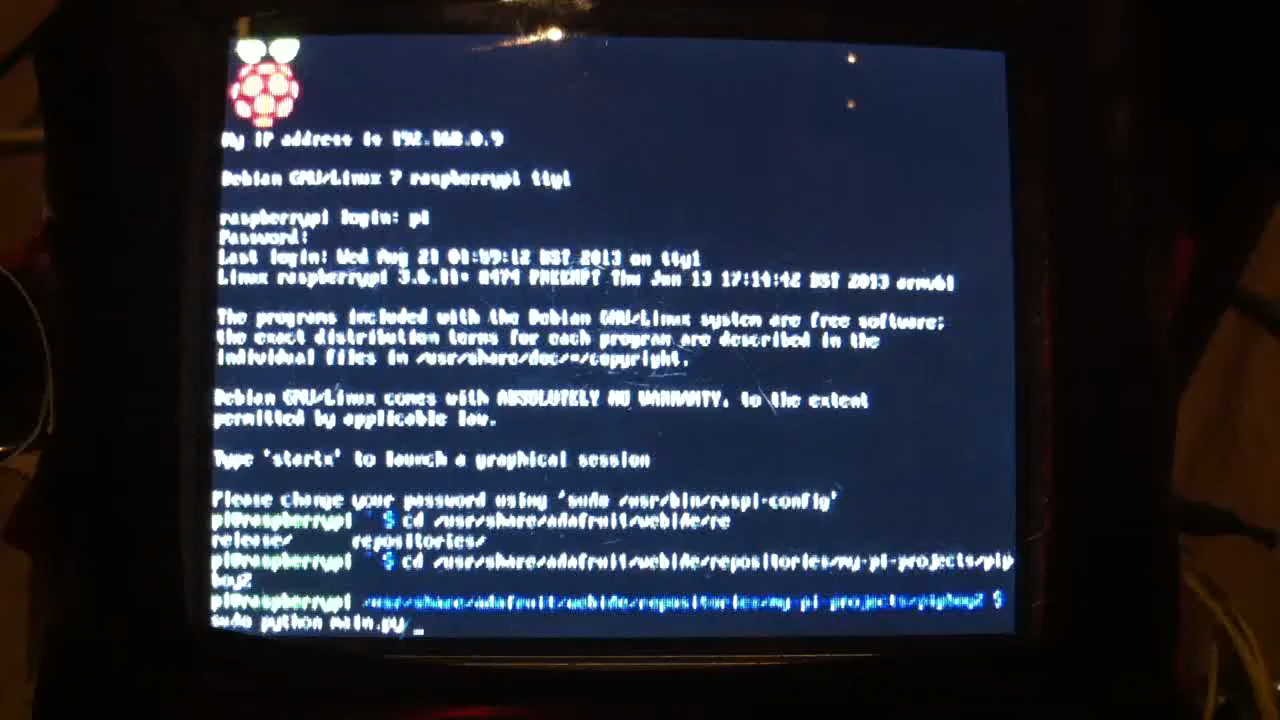 My IP address is 192.168.0.9
Debian GNU/Linux 7 raspberrypi tty1
raspberrypi login: pi
Password:
Last login: Wed Aug 21 01:59:12 BST 2013 on tty1
Linux raspberrypi 3.6.11+ #474 PREEMPT Thu Jun 13 17:14:42 BST 2013 armv6l
The programs included with the Debian GNU/Linux system are free software;
the exact distribution terms for each program are described in the
individual files in /usr/share/doc/*/copyright.
Debian GNU/Linux comes with ABSOLUTELY NO WARRANTY, to the extent
permitted by applicable law.
Type 'startx' to launch a graphical session
Please change your password using 'sudo /usr/bin/raspi-config'
pi@raspberrypi ~ $ cd /usr/share/adafruit/webide/re
release/ repositories/
pi@raspberrypi ~ $ cd /usr/share/adafruit/webide/repositories/my-pi-projects/pip
boy2
pi@raspberrypi /usr/share/adafruit/webide/repositories/my-pi-projects/pipboy2 $
sudo python main.py _